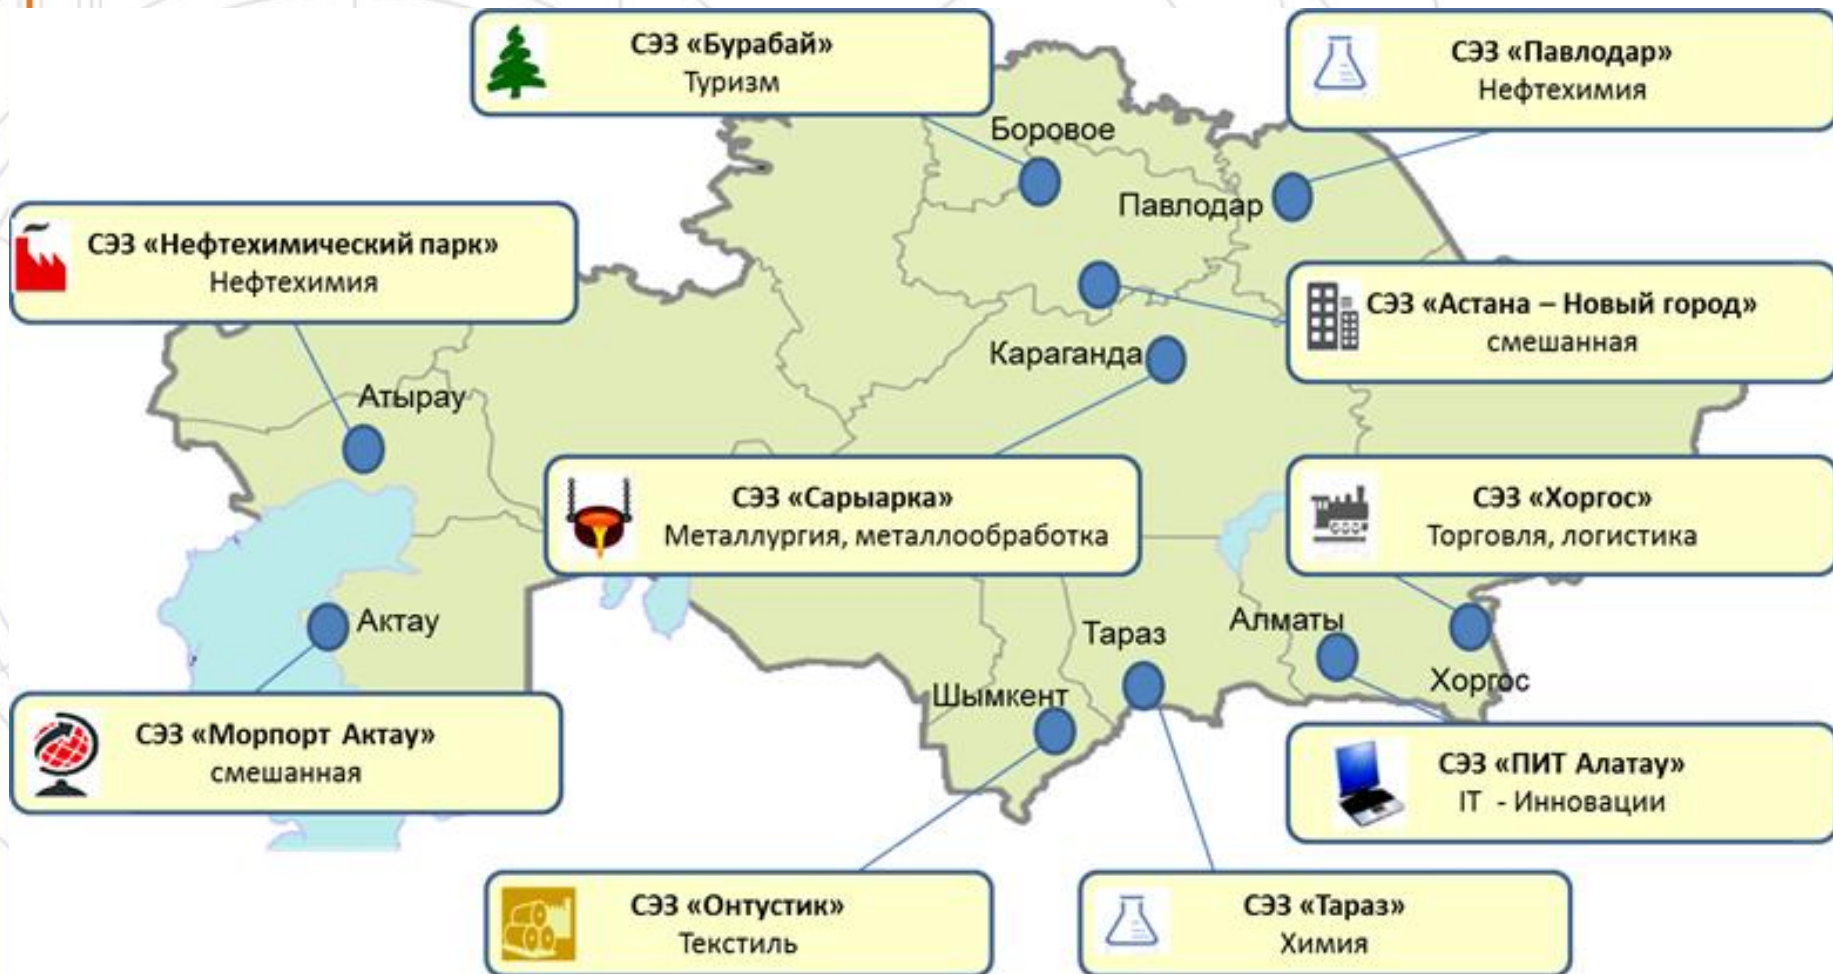 СЭЗ «Бурабай»
Туризм
СЭЗ «Павлодар»
Нефтехимия
Боровое
Павлодар
СЭЗ «Нефтехимический парк»
Нефтехимия
СЭЗ «Астана – Новый город»
смешанная
Караганда
Атырау
СЭЗ «Сарыарка»
Металлургия, металлообработка
СЭЗ «Хоргос»
Торговля, логистика
Актау
Тараз
Алматы
Хоргос
Шымкент
СЭЗ «Морпорт Актау»
смешанная
СЭЗ «ПИТ Алатау»
IT - Инновации
СЭЗ «Онтустик»
Текстиль
СЭЗ «Тараз»
Химия